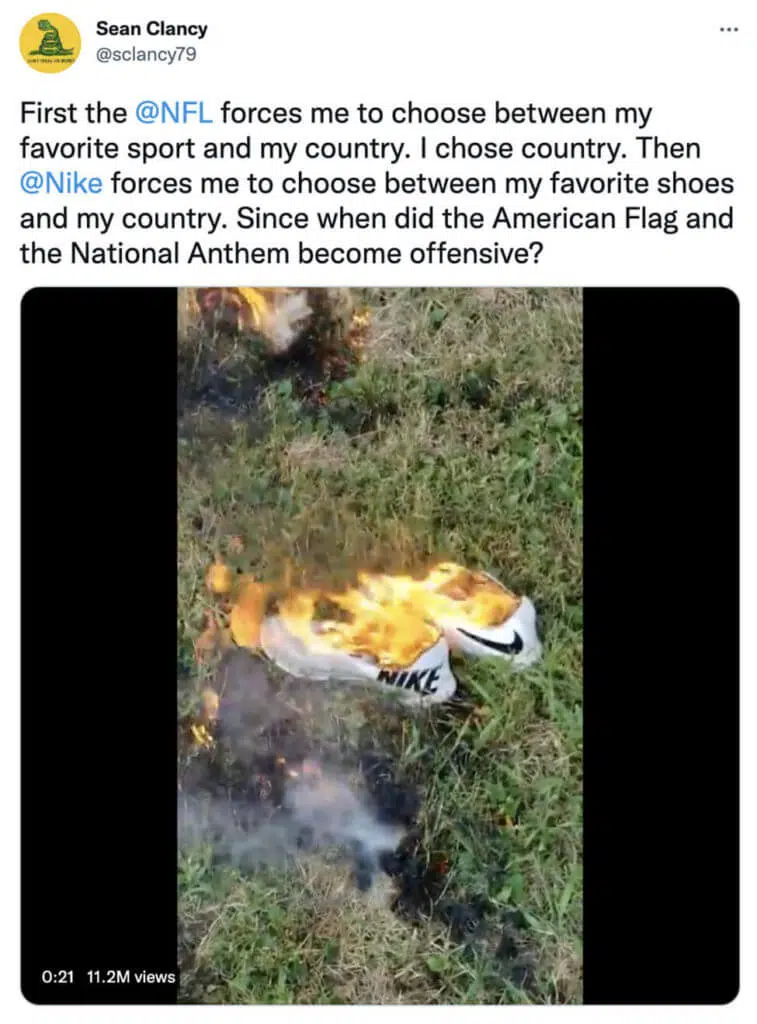 Sean Clancy
@sclancy79
First the @NFL forces me to choose between my
favorite sport and my country. I chose country. Then
@Nike forces me to choose between my favorite shoes
and my country. Since when did the American Flag and
the National Anthem become offensive?
NIKE
0:21 11.2M views